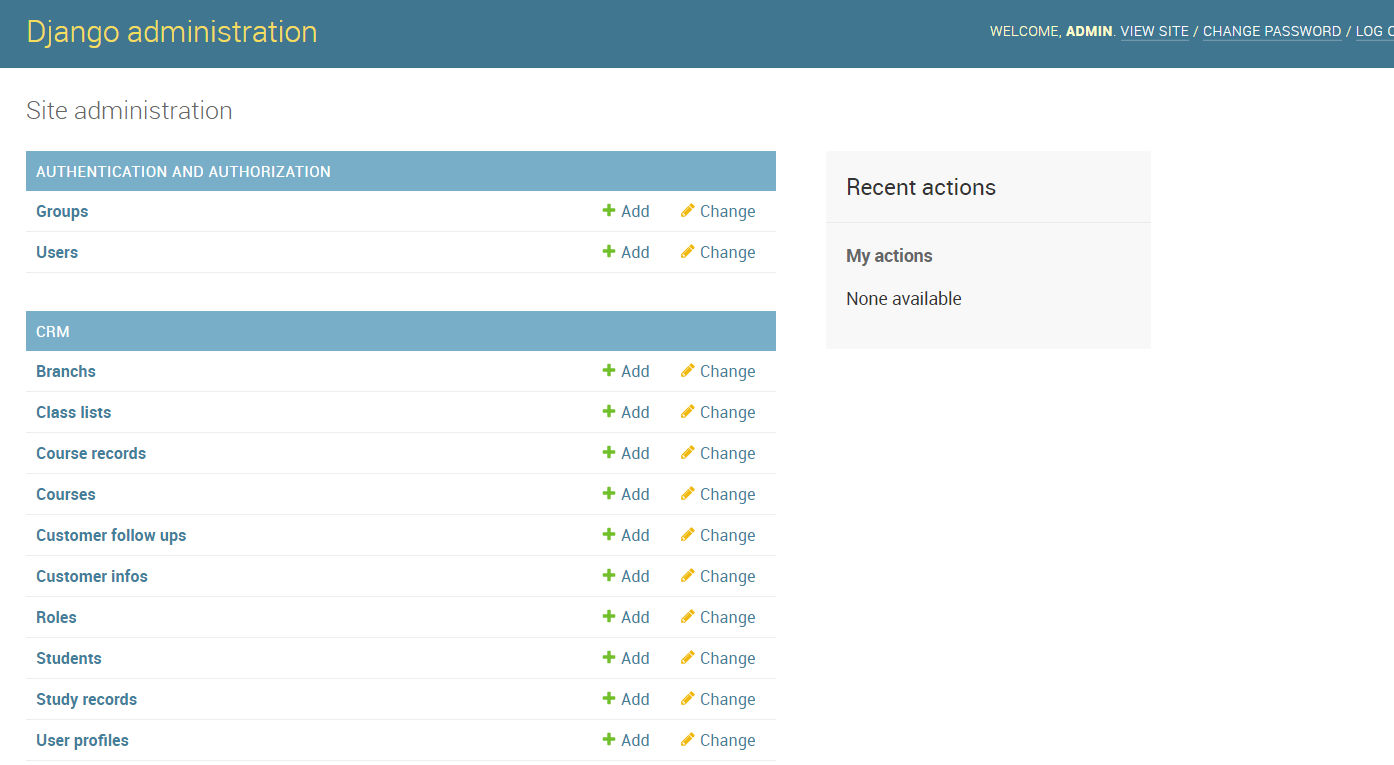 Django administration
WELCOME, ADMIN. VIEW SITE / CHANGE PASSWORD / LOG
Site administration
AUTHENTICATION AND AUTHORIZATION
Groups Add Change
Users Add Change
CRM
Branchs Add Change
Class lists Add Change
Course records Add Change
Courses Add Change
Customer follow ups Add Change
Customer infos Add Change
Roles Add Change
Students Add Change
Study records Add Change
User profiles Add Change
Recent actions
My actions
None available